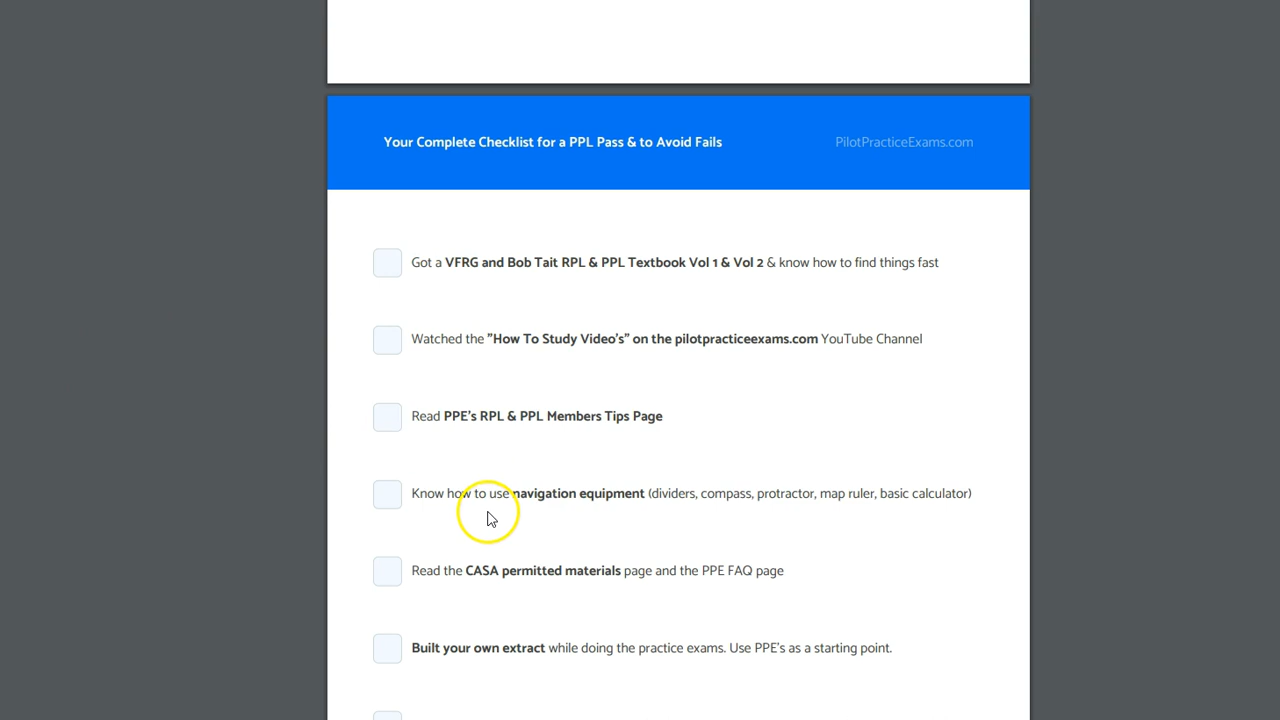 Your Complete Checklist for a PPL Pass & to Avoid Fails
PilotPracticeExams.com
Got a VFRG and Bob Tait RPL & PPL Textbook Vol 1 & Vol 2 & know how to find things fast
Watched the "How To Study Video's" on the pilotpracticeexams.com YouTube Channel
Read PPE's RPL & PPL Members Tips Page
Know how to use navigation equipment (dividers, compass, protractor, map ruler, basic calculator)
Read the CASA permitted materials page and the PPE FAQ page
Built your own extract while doing the practice exams. Use PPE's as a starting point.